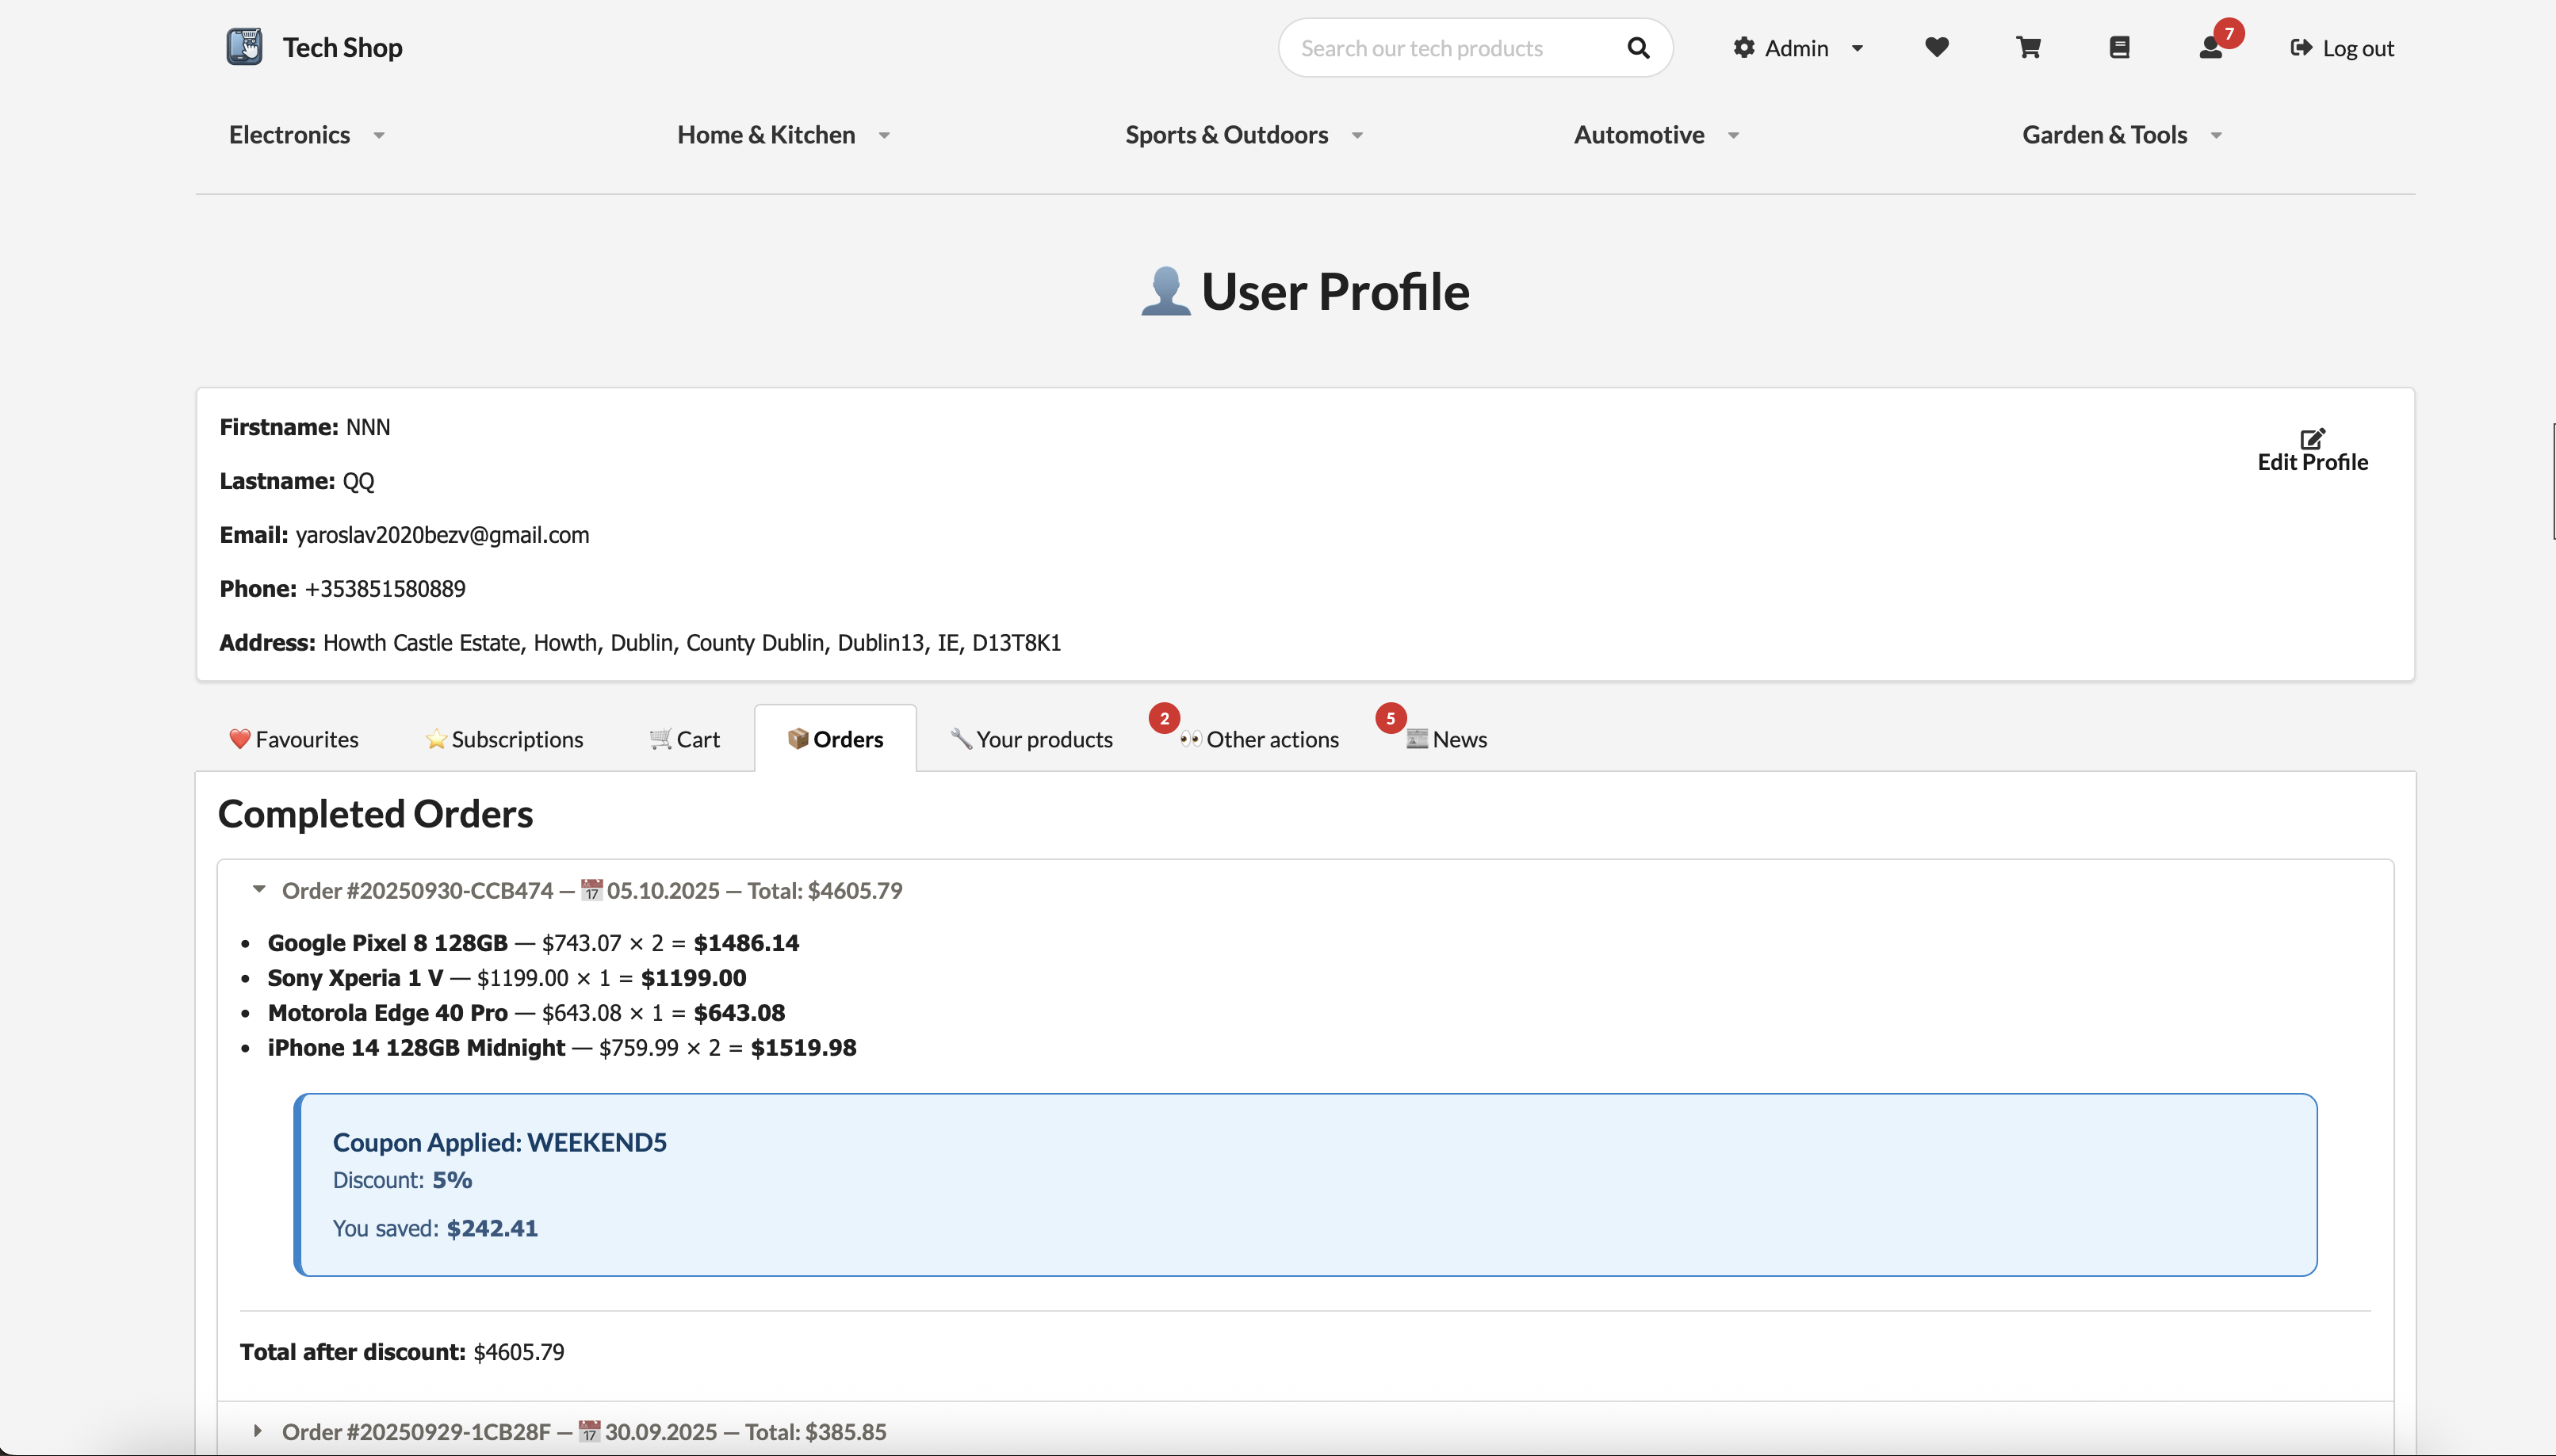 Tech Shop
Search our tech products
Admin
7
Log out
Electronics
Home & Kitchen
Sports & Outdoors
Automotive
Garden & Tools
User Profile
Firstname: NNN
Lastname: QQ
Email: yaroslav2020bezv@gmail.com
Phone: +353851580889
Address: Howth Castle Estate, Howth, Dublin, County Dublin, Dublin13, IE, D13T8K1
Edit Profile
Favourites
Subscriptions
Cart
Orders
Your products
2
Other actions
5
News
Completed Orders
Order #20250930-CCB474 — 📅 05.10.2025 — Total: $4605.79
Google Pixel 8 128GB — $743.07 × 2 = $1486.14
Sony Xperia 1 V — $1199.00 × 1 = $1199.00
Motorola Edge 40 Pro — $643.08 × 1 = $643.08
iPhone 14 128GB Midnight — $759.99 × 2 = $1519.98
Coupon Applied: WEEKEND5
Discount: 5%
You saved: $242.41
Total after discount: $4605.79
Order #20250929-1CB28F — 📅 30.09.2025 — Total: $385.85